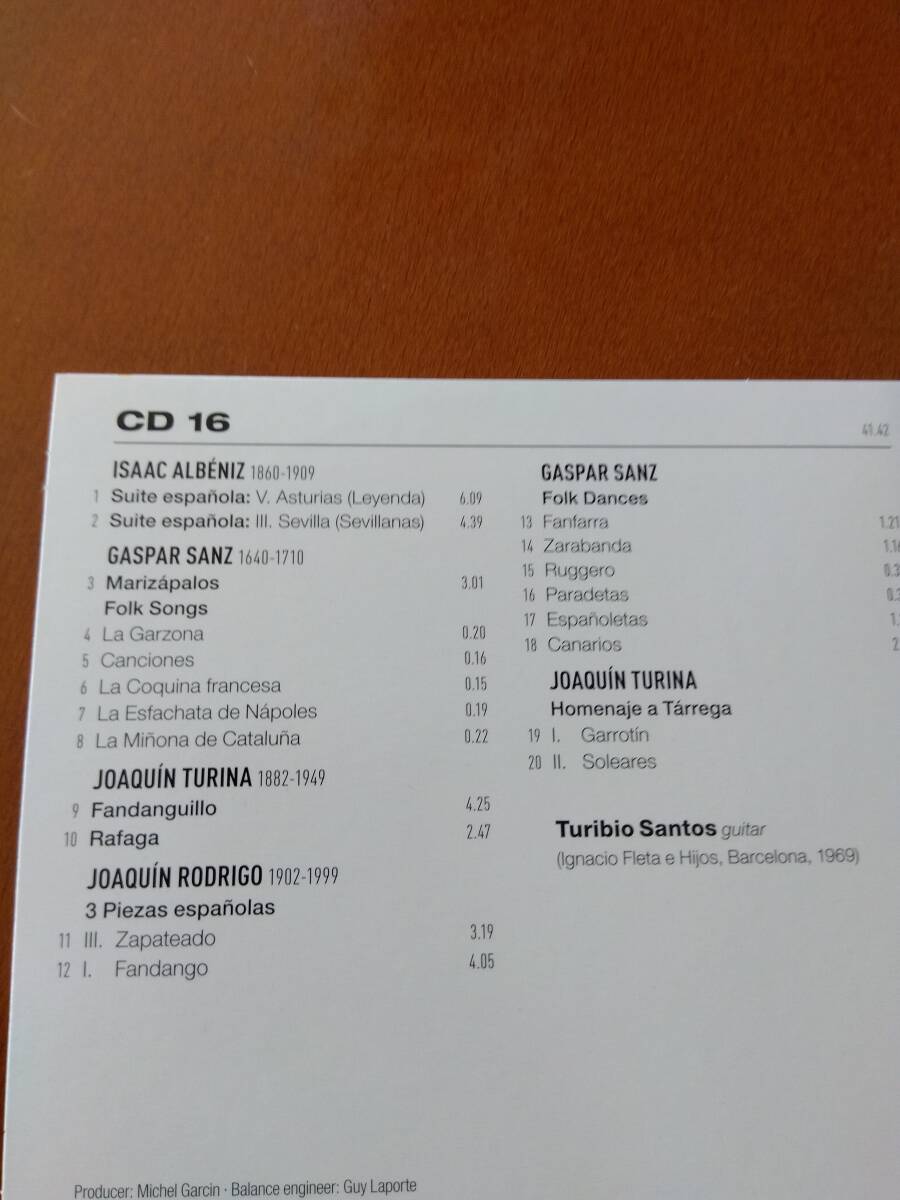 CD 16
41.42
ISAAC ALBÉNIZ 1860-1909
1 Suite española: V. Asturias (Leyenda) 6.09
2 Suite española: III. Sevilla (Sevillanas) 4.39
GASPAR SANZ 1640-1710
3 Marizápalos 3.01
Folk Songs
4 La Garzona 0.20
5 Canciones 0.16
6 La Coquina francesa 0.15
7 La Esfachata de Nápoles 0.19
8 La Miñona de Cataluña 0.22
JOAQUÍN TURINA 1882-1949
9 Fandanguillo 4.25
10 Rafaga 2.47
JOAQUÍN RODRIGO 1902-1999
3 Piezas españolas
11 III. Zapateado 3.19
12 I. Fandango 4.05
GASPAR SANZ
Folk Dances
13 Fanfarra 1.21
14 Zarabanda 1.16
15 Ruggero
16 Paradetas
17 Españoletas
18 Canarios
JOAQUÍN TURINA
Homenaje a Tárrega
19 I. Garrotín
20 II. Soleares
Turibio Santos guitar
(Ignacio Fleta e Hijos, Barcelona, 1969)
Producer: Michel Garcin · Balance engineer: Guy Laporte